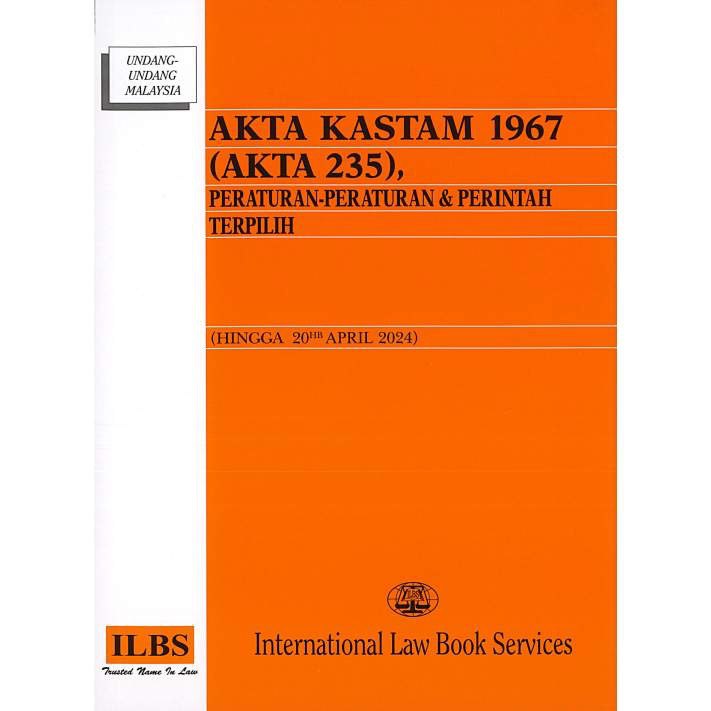 UNDANG-
UNDANG
MALAYSIA
AKTA KASTAM 1967
(AKTA 235),
PERATURAN-PERATURAN & PERINTAH
TERPILIH
(HINGGA 20HB APRIL 2024)
ILBS
International Law Book Services
ILBS
Trusted Name In Law